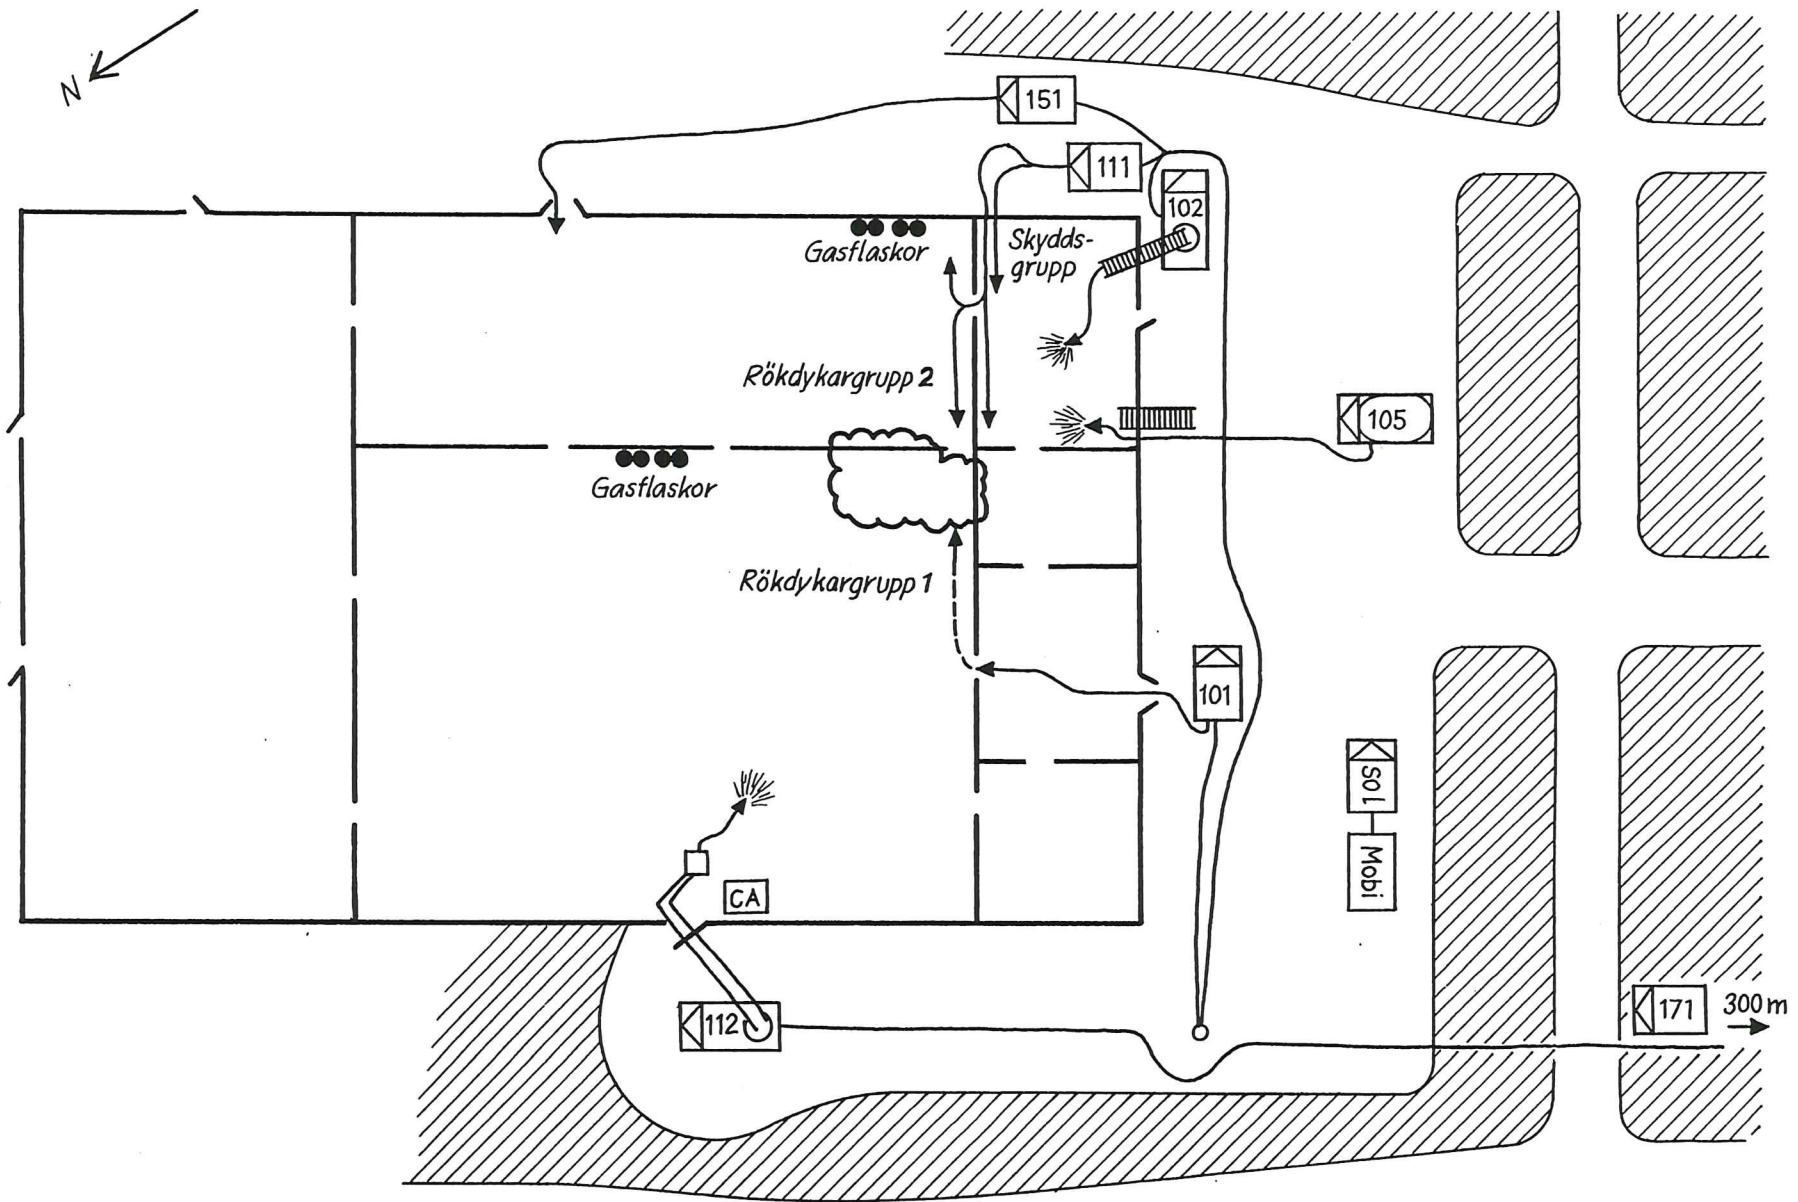 N
151
111
102
Gasflaskor
Skydds-
grupp
Rökdykargrupp 2
105
Gasflaskor
Rökdykargrupp 1
101
SOl
Mobi
CA
112
171
300 m